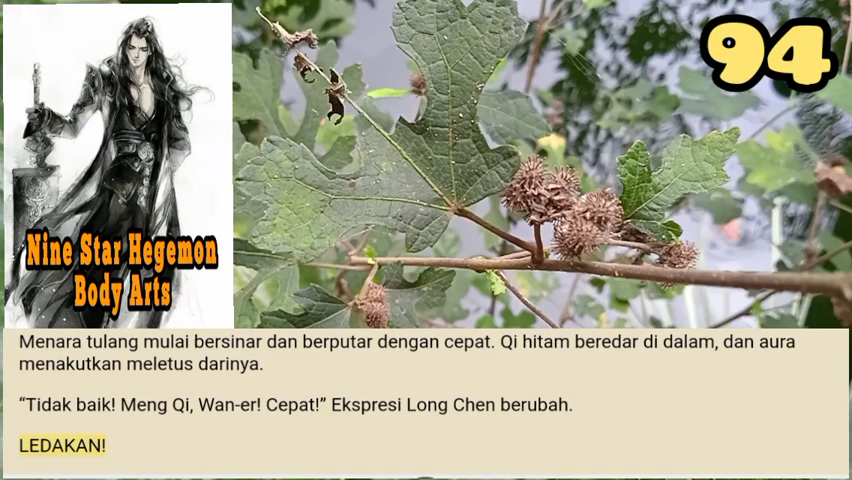 94
Nine Star Hegemon
Body Arts
Menara tulang mulai bersinar dan berputar dengan cepat. Qi hitam beredar di dalam, dan aura
menakutkan meletus darinya.
“Tidak baik! Meng Qi, Wan-er! Cepat!” Ekspresi Long Chen berubah.
LEDAKAN!